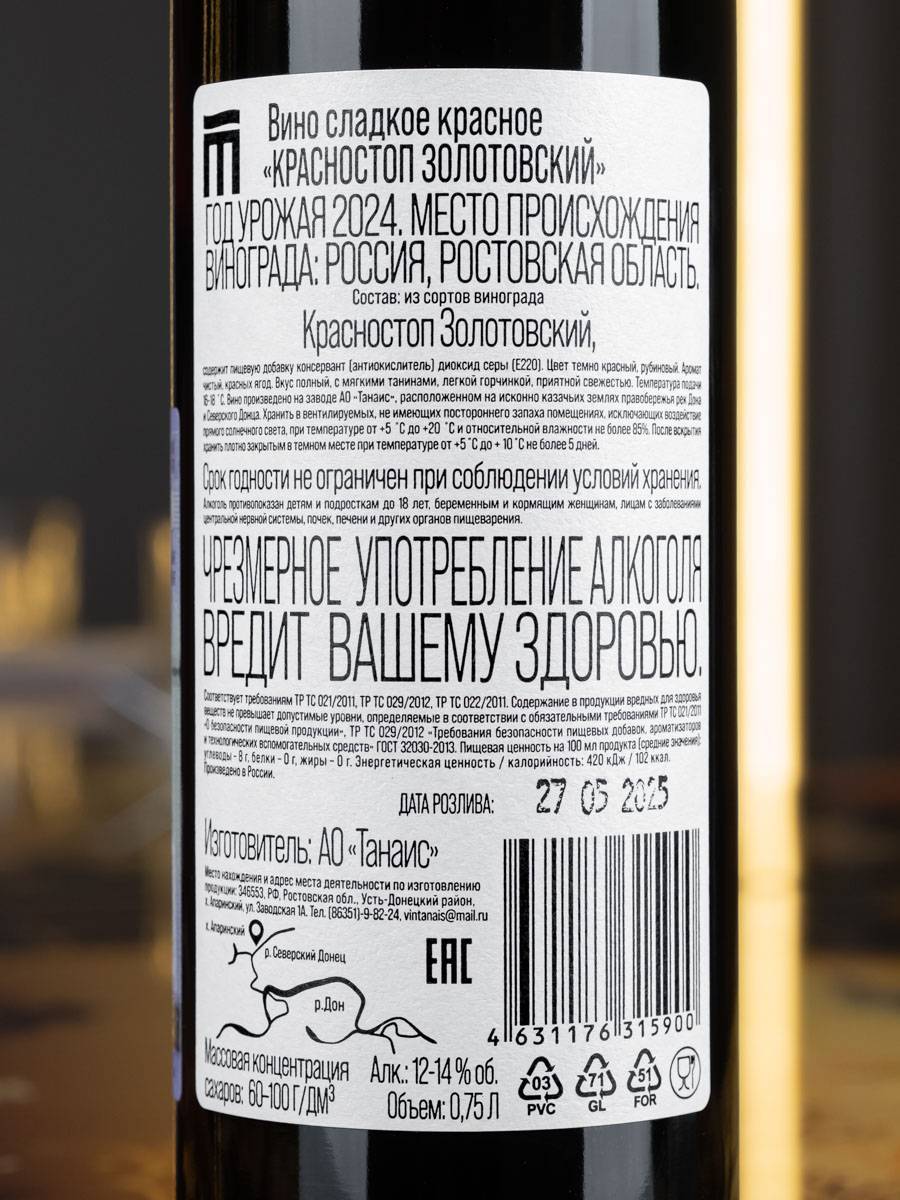 Вино сладкое красное
«КРАСНОСТОП ЗОЛОТОВСКИЙ»
ГОД УРОЖАЯ 2024. МЕСТО ПРОИСХОЖДЕНИЯ
ВИНОГРАДА: РОССИЯ, РОСТОВСКАЯ ОБЛАСТЬ.
Состав: из сортов винограда
Красностоп Золотовский,
содержит пищевую добавку консервант (антиокислитель) диоксид серы (Е220). Цвет темно красный, рубиновый. Аромат
чистый, красных ягод. Вкус полный, с мягкими танинами, легкой горчинкой, приятной свежестью. Температура подачи
16-18 °С. Вино произведено на заводе АО «Танаис», расположенном на исконно казачьих землях правобережья рек Дона
и Северского Донца. Хранить в вентилируемых, не имеющих постороннего запаха помещениях, исключающих воздействие
прямого солнечного света, при температуре от +5 °С до +20 °С и относительной влажности не более 85%. После вскрытия
хранить плотно закрытым в темном месте при температуре от +5 °С до + 10 °С не более 5 дней.
Срок годности не ограничен при соблюдении условий хранения.
Алкоголь противопоказан детям и подросткам до 18 лет, беременным и кормящим женщинам, лицам с заболеваниями
центральной нервной системы, почек, печени и других органов пищеварения.
ЧРЕЗМЕРНОЕ УПОТРЕБЛЕНИЕ АЛКОГОЛЯ
ВРЕДИТ ВАШЕМУ ЗДОРОВЬЮ.
Соответствует требованиям ТР ТС 021/2011, ТР ТС 029/2012, ТР ТС 022/2011. Содержание в продукции вредных для здоровья
веществ не превышает допустимые уровни, определяемые в соответствии с обязательными требованиями ТР ТС 021/2011
«О безопасности пищевой продукции», ТР ТС 029/2012 «Требования безопасности пищевых добавок, ароматизаторов
и технологических вспомогательных средств» ГОСТ 32030-2013. Пищевая ценность на 100 мл продукта (средние значения):
углеводы - 8 г, белки - 0 г, жиры - 0 г. Энергетическая ценность / калорийность: 420 кДж / 102 ккал.
Произведено в России.
ДАТА РОЗЛИВА: 27 05 2025
Изготовитель: АО «Танаис»
Место нахождения и адрес места деятельности по изготовлению
продукции: 346553, РФ, Ростовская обл., Усть-Донецкий район,
х. Апаринский, ул. Заводская 1А. Тел. (86351)-9-82-24, vintanais@mail.ru
х. Апаринский
р. Северский Донец
р.Дон
ЕАС
4 631176 315900
Массовая концентрация
сахаров: 60-100 Г/ДМ³
Алк.: 12-14 % об.
Объем: 0,75 Л
03 71 51
PVC GL FOR